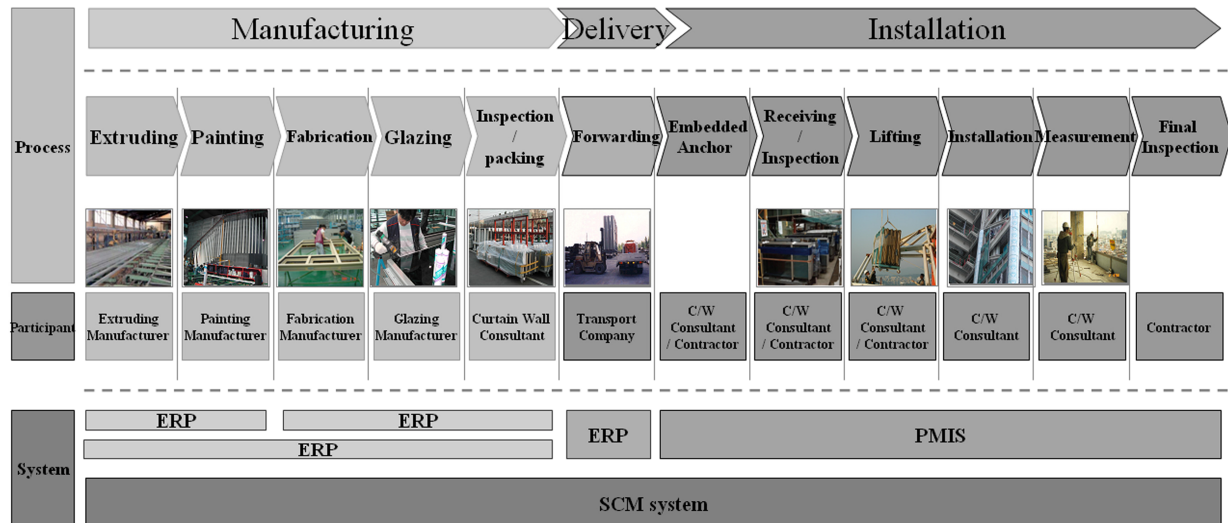 Manufacturing
Delivery
Installation
Process
Extruding
Painting
Fabrication
Glazing
Inspection
/
packing
Forwarding
Embedded
Anchor
Receiving
/
Inspection
Lifting
Installation
Measurement
Final
Inspection
Participant
Extruding
Manufacturer
Painting
Manufacturer
Fabrication
Manufacturer
Glazing
Manufacturer
Curtain Wall
Consultant
Transport
Company
C/W
Consultant
/ Contractor
C/W
Consultant
/ Contractor
C/W
Consultant
/ Contractor
C/W
Consultant
C/W
Consultant
Contractor
System
ERP
ERP
ERP
ERP
PMIS
SCM system